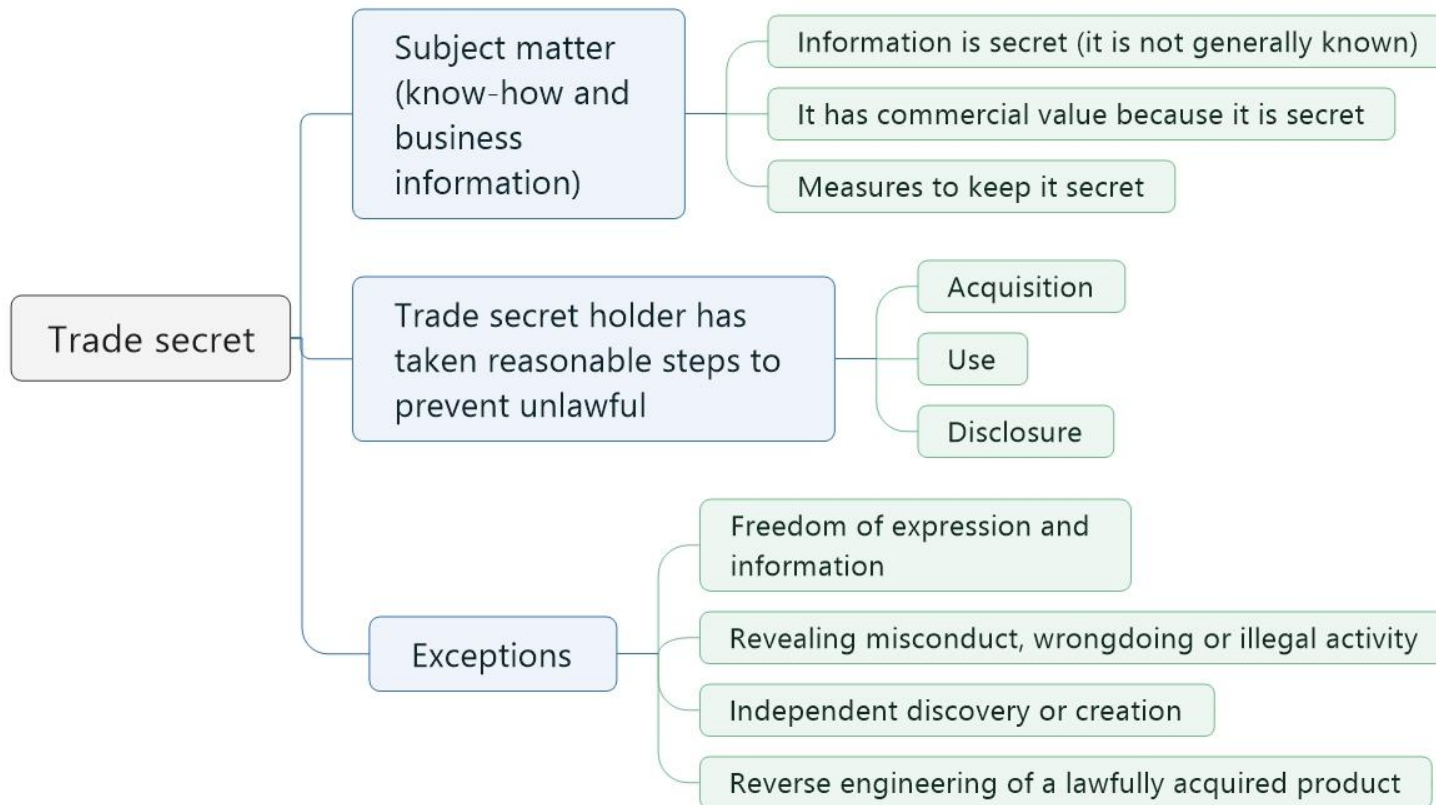 Trade secret
Subject matter
(know-how and
business
information)
Information is secret (it is not generally known)
It has commercial value because it is secret
Measures to keep it secret
Trade secret holder has
taken reasonable steps to
prevent unlawful
Acquisition
Use
Disclosure
Exceptions
Freedom of expression and
information
Revealing misconduct, wrongdoing or illegal activity
Independent discovery or creation
Reverse engineering of a lawfully acquired product